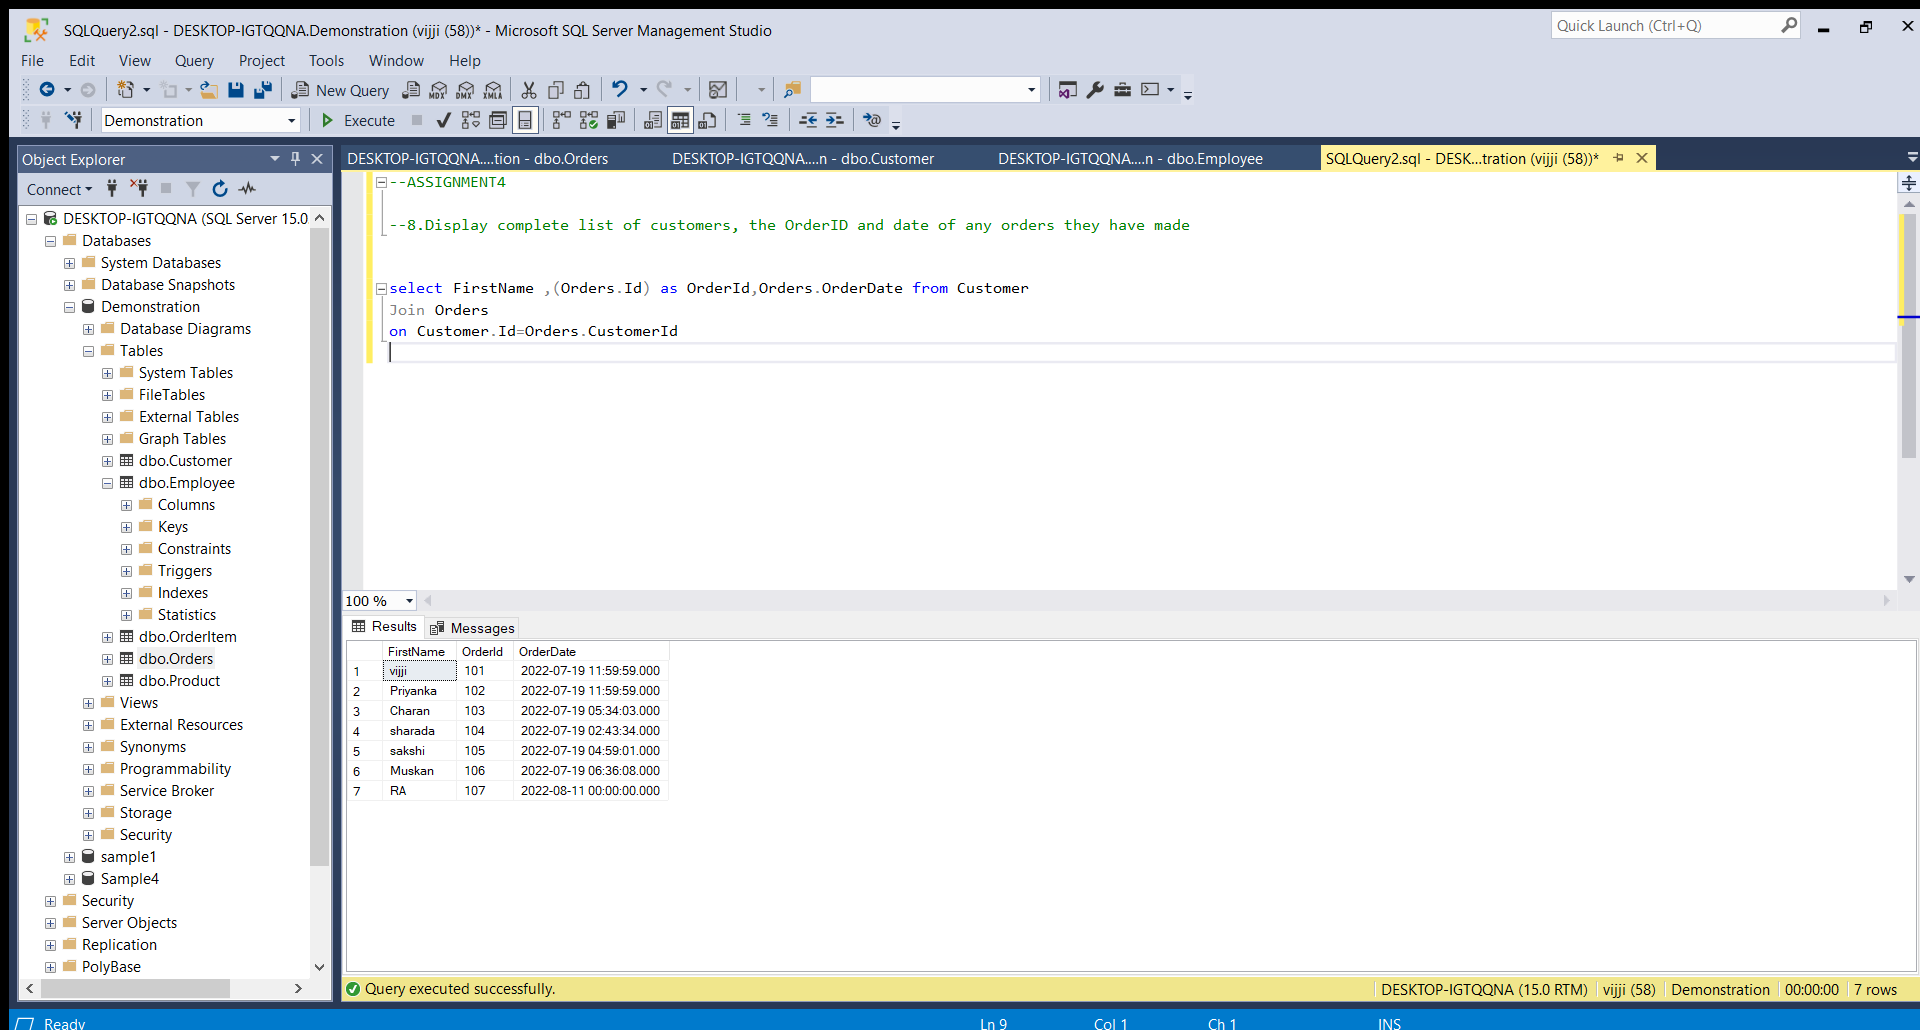 SQLQuery2.sql - DESKTOP-IGTQQNA.Demonstration (vijji (58))* - Microsoft SQL Server Management Studio
Quick Launch (Ctrl+Q)
File Edit View Query Project Tools Window Help
New Query
MDX DMX XMLA
Demonstration
Execute
Object Explorer
Connect
DESKTOP-IGTQQNA (SQL Server 15.0
Databases
System Databases
Database Snapshots
Demonstration
Database Diagrams
Tables
System Tables
FileTables
External Tables
Graph Tables
dbo.Customer
dbo.Employee
Columns
Keys
Constraints
Triggers
Indexes
Statistics
dbo.OrderItem
dbo.Orders
dbo.Product
Views
External Resources
Synonyms
Programmability
Service Broker
Storage
Security
sample1
Sample4
Security
Server Objects
Replication
PolyBase
DESKTOP-IGTQQNA....tion - dbo.Orders
DESKTOP-IGTQQNA....n - dbo.Customer
DESKTOP-IGTQQNA....n - dbo.Employee
SQLQuery2.sql - DESK...tration (vijji (58))*
--ASSIGNMENT4
--8.Display complete list of customers, the OrderID and date of any orders they have made
select FirstName ,(Orders.Id) as OrderId,Orders.OrderDate from Customer
Join Orders
on Customer.Id=Orders.CustomerId
100 %
Results Messages
FirstName OrderId OrderDate
1 vijji 101 2022-07-19 11:59:59.000
2 Priyanka 102 2022-07-19 11:59:59.000
3 Charan 103 2022-07-19 05:34:03.000
4 sharada 104 2022-07-19 02:43:34.000
5 sakshi 105 2022-07-19 04:59:01.000
6 Muskan 106 2022-07-19 06:36:08.000
7 RA 107 2022-08-11 00:00:00.000
Query executed successfully.
DESKTOP-IGTQQNA (15.0 RTM) vijji (58) Demonstration 00:00:00 7 rows
Ready Ln 9 Col 1 Ch 1 INS